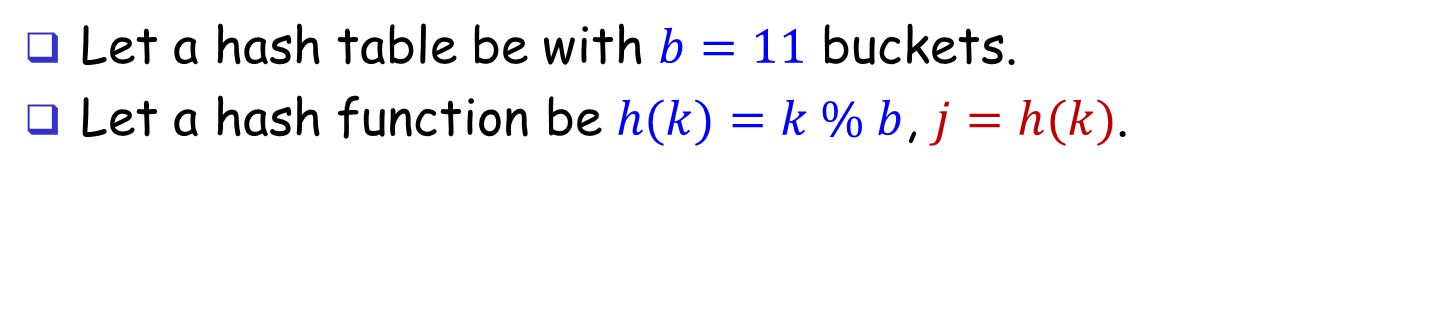 Let a hash table be with b = 11 buckets.
Let a hash function be h(k) = k % b, j = h(k).